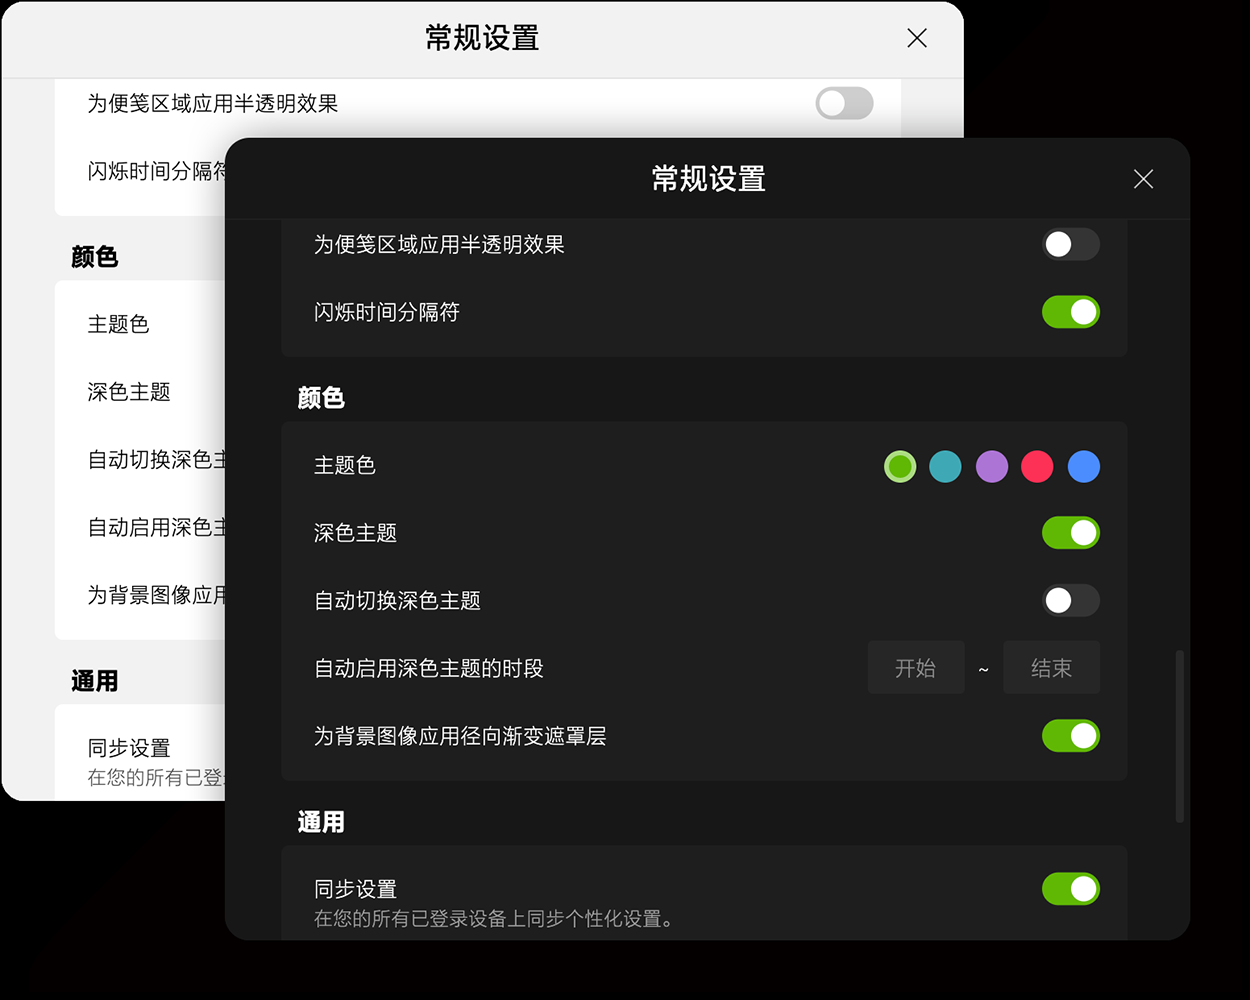 常规设置
为便笺区域应用半透明效果
闪烁时间分隔
颜色
主题色
深色主题
自动切换深色
自动启用深色
为背景图像应
通用
同步设置
在您的所有已登
常规设置
为便笺区域应用半透明效果
闪烁时间分隔符
颜色
主题色
深色主题
自动切换深色主题
自动启用深色主题的时段
开始 ~ 结束
为背景图像应用径向渐变遮罩层
通用
同步设置
在您的所有已登录设备上同步个性化设置。